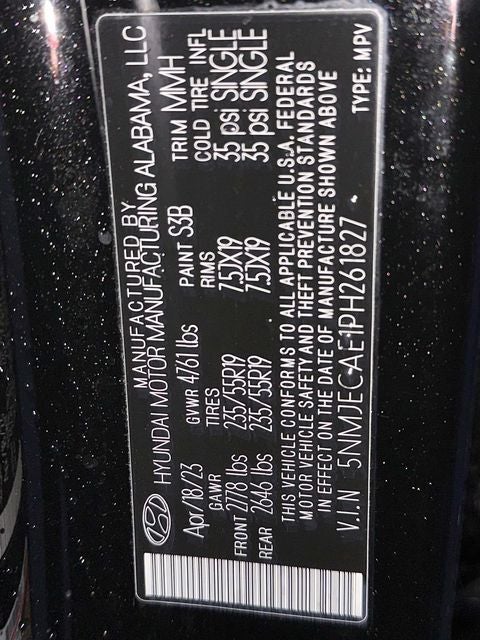 MANUFACTURED BY
HYUNDAI MOTOR MANUFACTURING ALABAMA, LLC
Apr/18/23 GVWR 4761 lbs PAINT S3B TRIM MMH
GAWR TIRES RIMS COLD TIRE INFL
FRONT 2778 lbs 235/55R19 7.5JX19 35 psi SINGLE
REAR 2646 lbs 235/55R19 7.5JX19 35 psi SINGLE
THIS VEHICLE CONFORMS TO ALL APPLICABLE U.S.A. FEDERAL
MOTOR VEHICLE SAFETY AND THEFT PREVENTION STANDARDS
IN EFFECT ON THE DATE OF MANUFACTURE SHOWN ABOVE
V.I.N 5NMJECAE1PH261827 TYPE: MPV